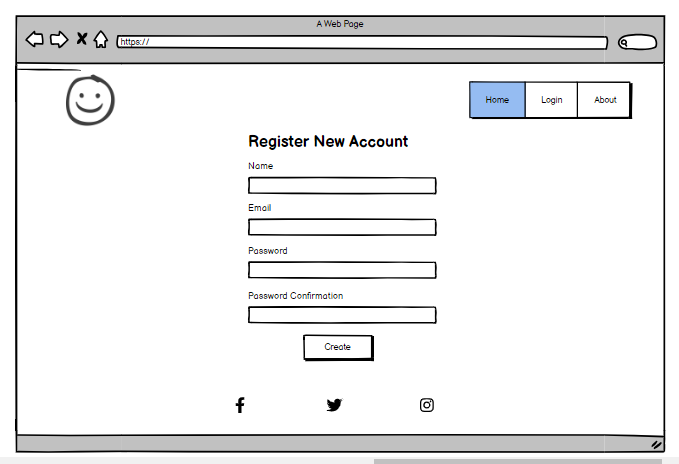 A Web Page
https://
Home Login About
Register New Account
Name
Email
Password
Password Confirmation
Create